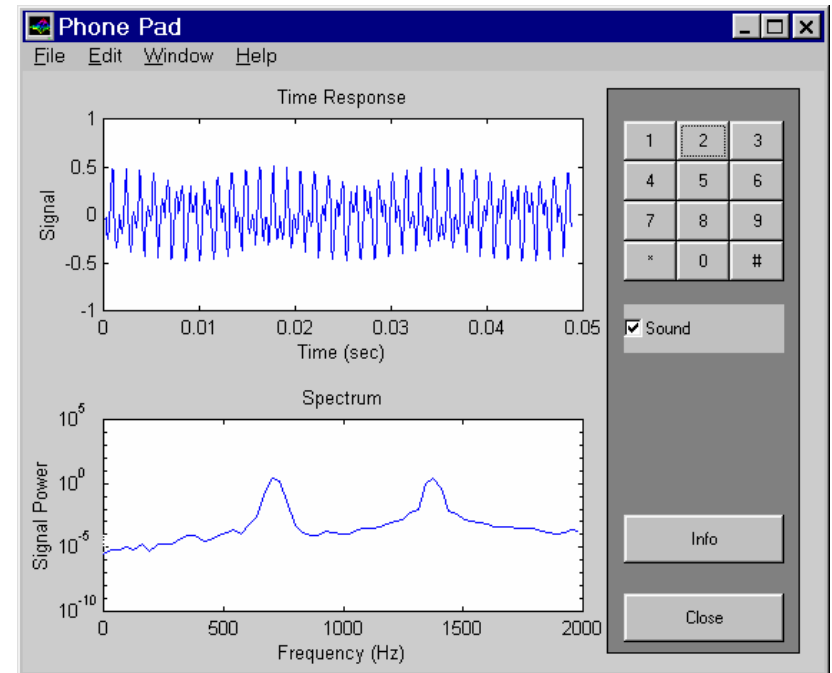 Phone Pad
File Edit Window Help
Time Response
1
0.5
0
-0.5
-1
Signal
0 0.01 0.02 0.03 0.04 0.05
Time (sec)
Spectrum
10^5
10^0
10^-5
10^-10
Signal Power
0 500 1000 1500 2000
Frequency (Hz)
1 2 3
4 5 6
7 8 9
* 0 #
Sound
Info
Close